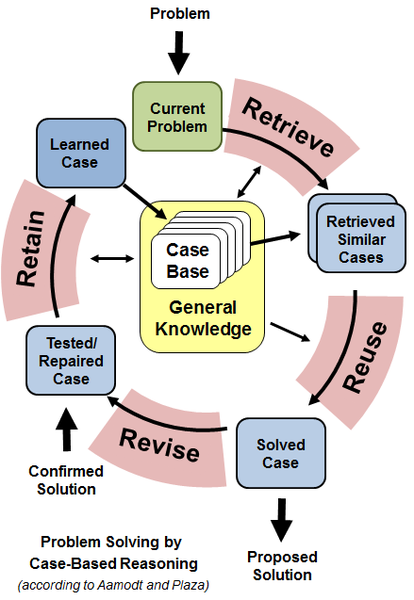 Problem
Current
Problem
Retrieve
Learned
Case
Retrieved
Similar
Cases
Case
Base
General
Knowledge
Retain
Reuse
Tested/
Repaired
Case
Revise
Solved
Case
Confirmed
Solution
Proposed
Solution
Problem Solving by
Case-Based Reasoning
(according to Aamodt and Plaza)